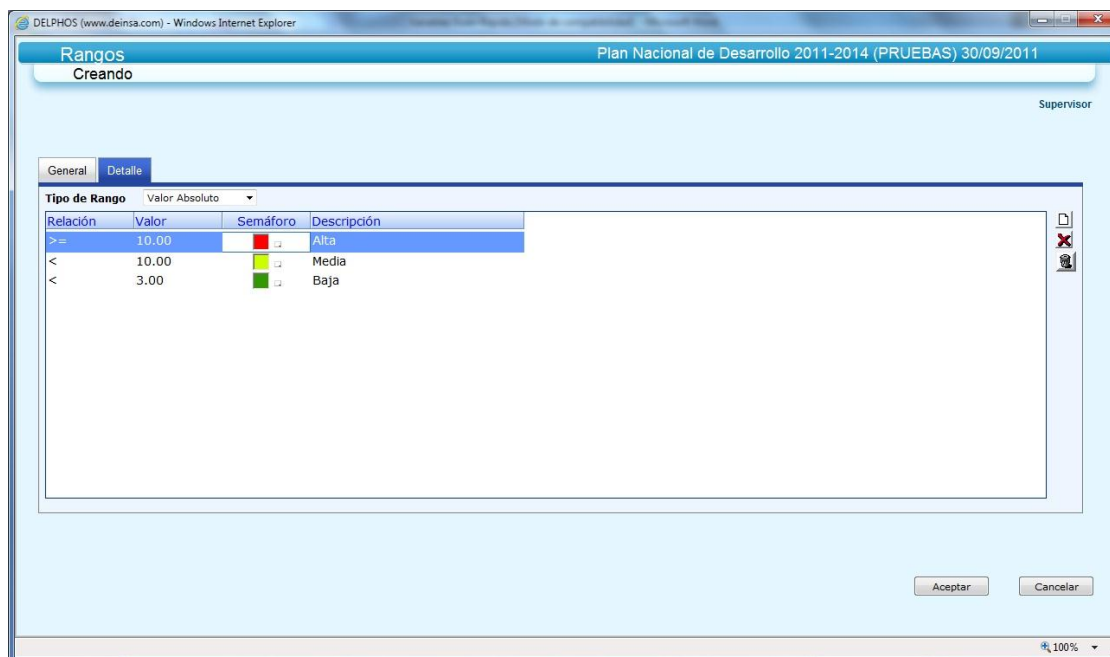 DELPHOS (www.deinsa.com) - Windows Internet Explorer
Rangos Plan Nacional de Desarrollo 2011-2014 (PRUEBAS) 30/09/2011
Creando
Supervisor
General Detalle
Tipo de Rango Valor Absoluto
Relación Valor Semáforo Descripción
>= 10.00 Alta
< 10.00 Media
< 3.00 Baja
Aceptar Cancelar
100%